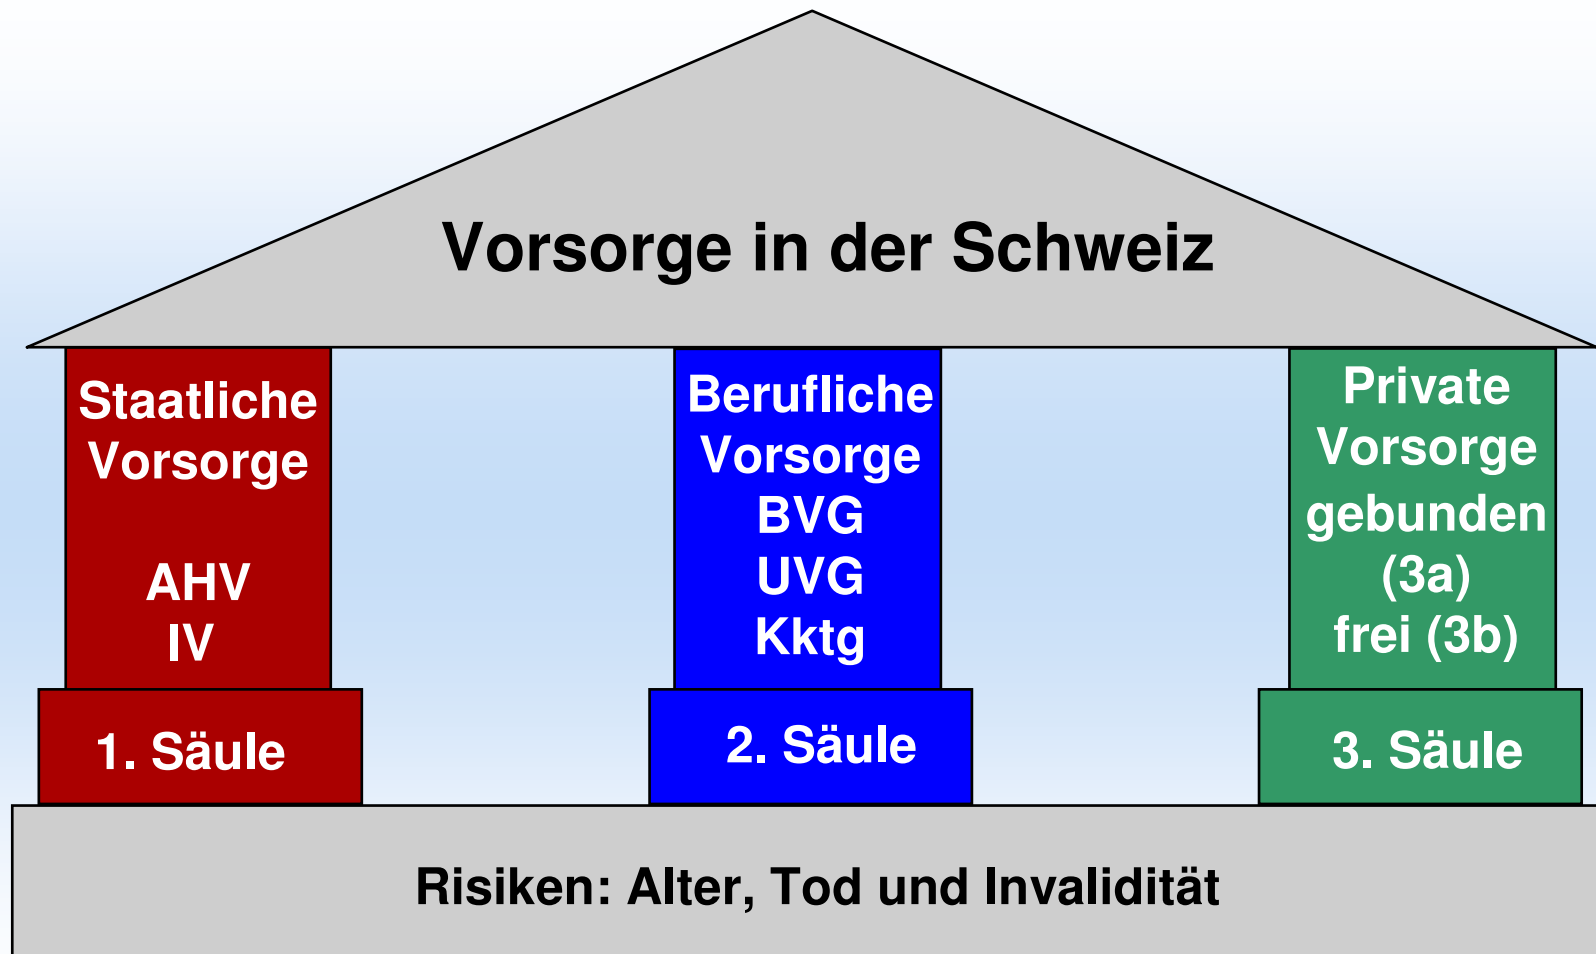 Vorsorge in der Schweiz
Staatliche
Vorsorge
AHV
IV
1. Säule
Berufliche
Vorsorge
BVG
UVG
Kktg
2. Säule
Private
Vorsorge
gebunden
(3a)
frei (3b)
3. Säule
Risiken: Alter, Tod und Invalidität